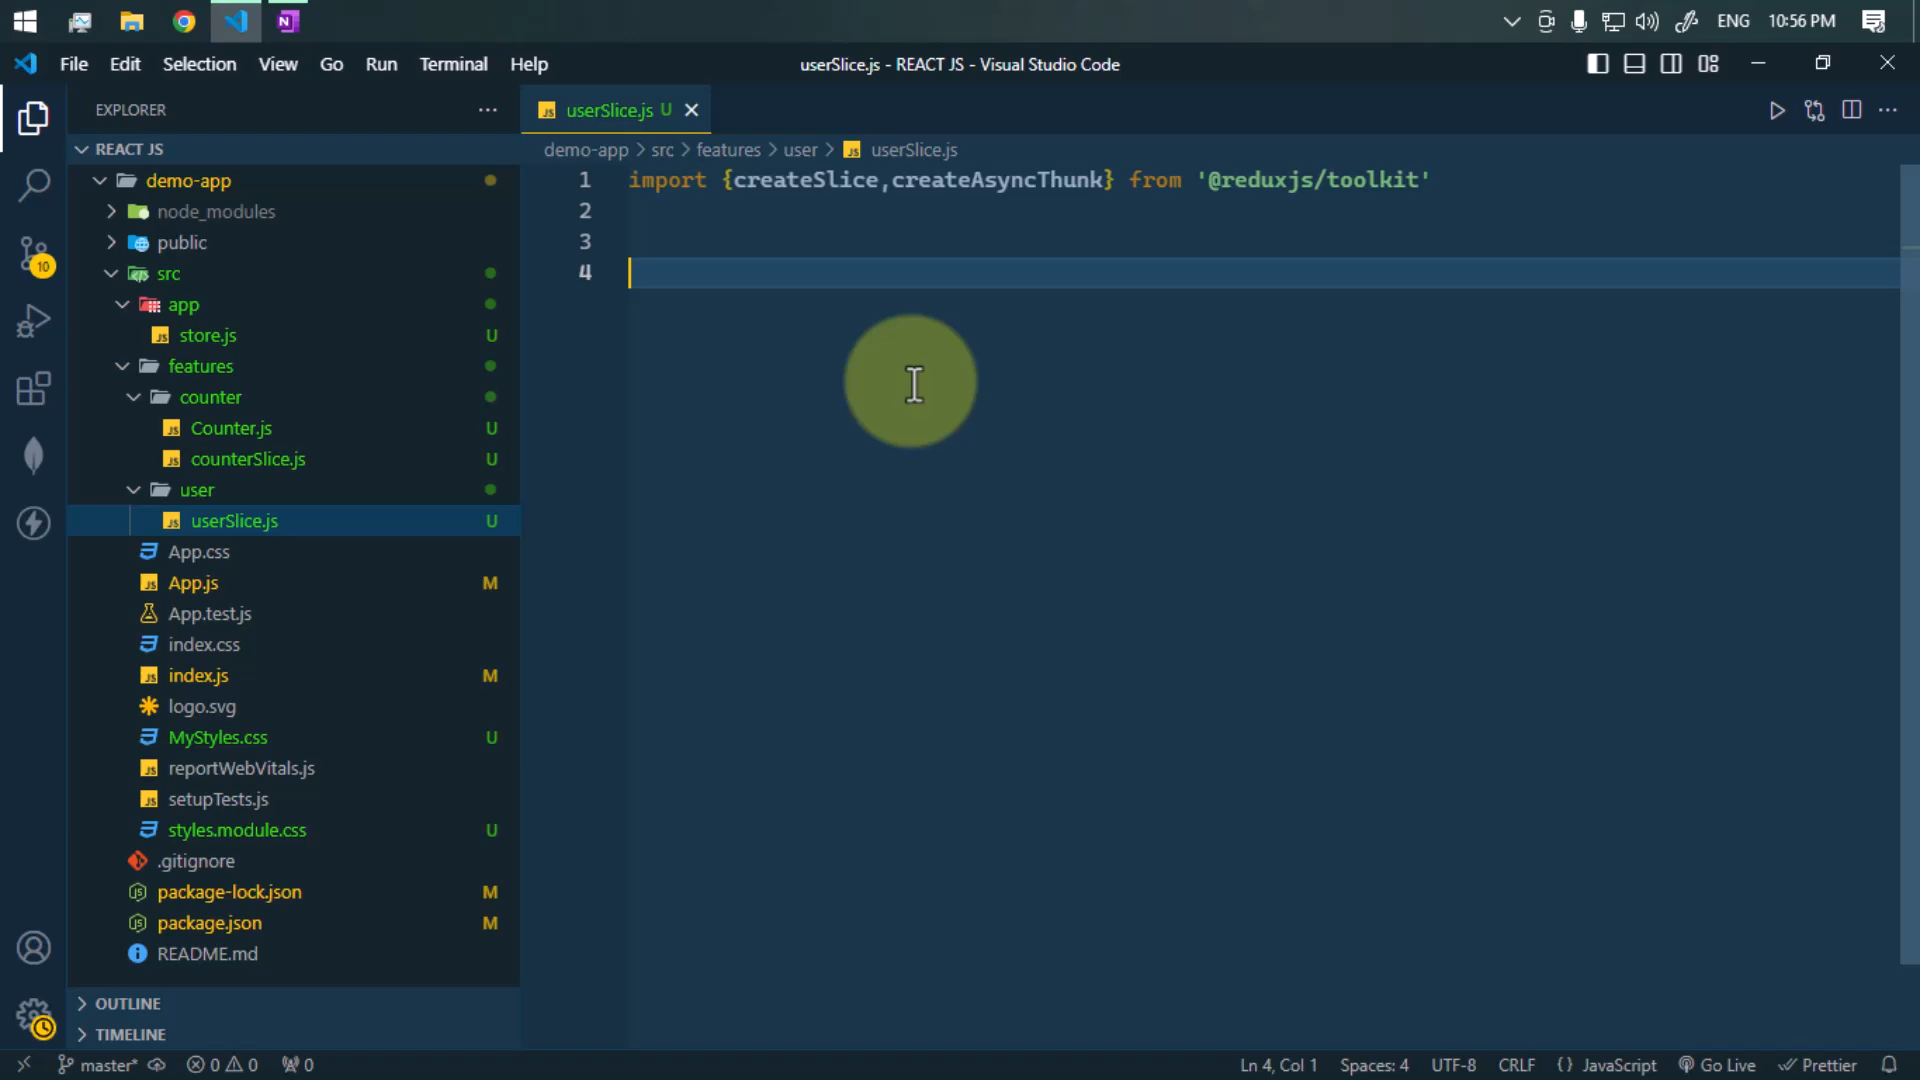 ENG 10:56 PM
File Edit Selection View Go Run Terminal Help userSlice.js - REACT JS - Visual Studio Code
EXPLORER
userSlice.js U
REACT JS
demo-app > src > features > user > userSlice.js
demo-app
1 import {createSlice,createAsyncThunk} from '@reduxjs/toolkit'
2
3
4
node_modules
public
src
app
store.js U
features
counter
Counter.js U
counterSlice.js U
user
userSlice.js U
App.css
App.js M
App.test.js
index.css
index.js M
logo.svg
MyStyles.css U
reportWebVitals.js
setupTests.js
styles.module.css U
.gitignore
package-lock.json M
package.json M
README.md
OUTLINE
TIMELINE
10
master* 0 0 0 Ln 4, Col 1 Spaces: 4 UTF-8 CRLF {} JavaScript Go Live Prettier